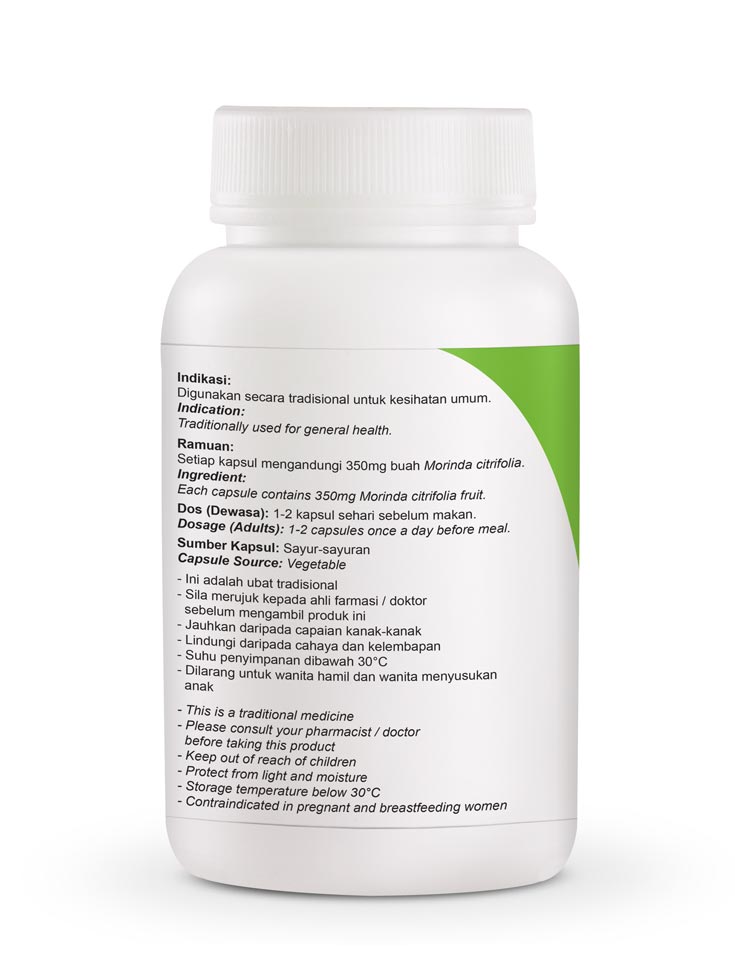 Indikasi:
Digunakan secara tradisional untuk kesihatan umum.
Indication:
Traditionally used for general health.
Ramuan:
Setiap kapsul mengandungi 350mg buah Morinda citrifolia.
Ingredient:
Each capsule contains 350mg Morinda citrifolia fruit.
Dos (Dewasa): 1-2 kapsul sehari sebelum makan.
Dosage (Adults): 1-2 capsules once a day before meal.
Sumber Kapsul: Sayur-sayuran
Capsule Source: Vegetable
- Ini adalah ubat tradisional
- Sila merujuk kepada ahli farmasi / doktor
sebelum mengambil produk ini
- Jauhkan daripada capaian kanak-kanak
- Lindungi daripada cahaya dan kelembapan
- Suhu penyimpanan dibawah 30°C
- Dilarang untuk wanita hamil dan wanita menyusukan
anak
- This is a traditional medicine
- Please consult your pharmacist / doctor
before taking this product
- Keep out of reach of children
- Protect from light and moisture
- Storage temperature below 30°C
- Contraindicated in pregnant and breastfeeding women